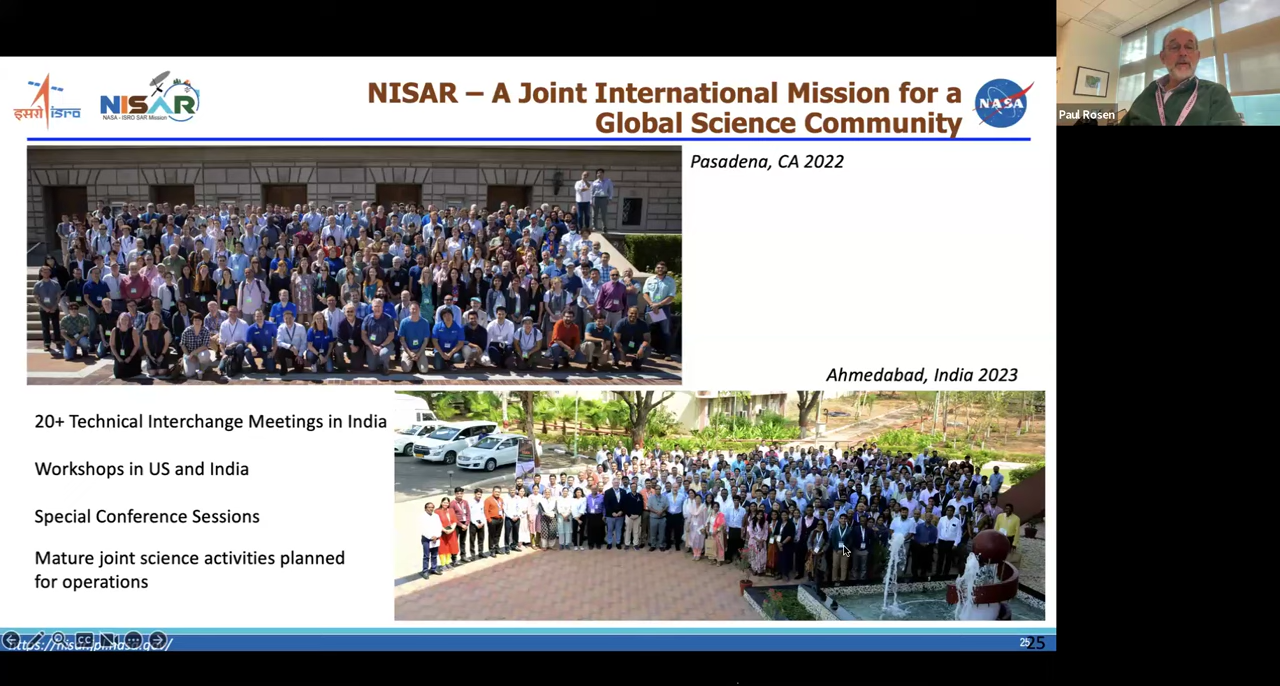 इसरो isro
NISAR
NASA - ISRO SAR Mission
NISAR – A Joint International Mission for a
Global Science Community
NASA
Paul Rosen
Pasadena, CA 2022
Ahmedabad, India 2023
20+ Technical Interchange Meetings in India
Workshops in US and India
Special Conference Sessions
Mature joint science activities planned
for operations
CC
25
25